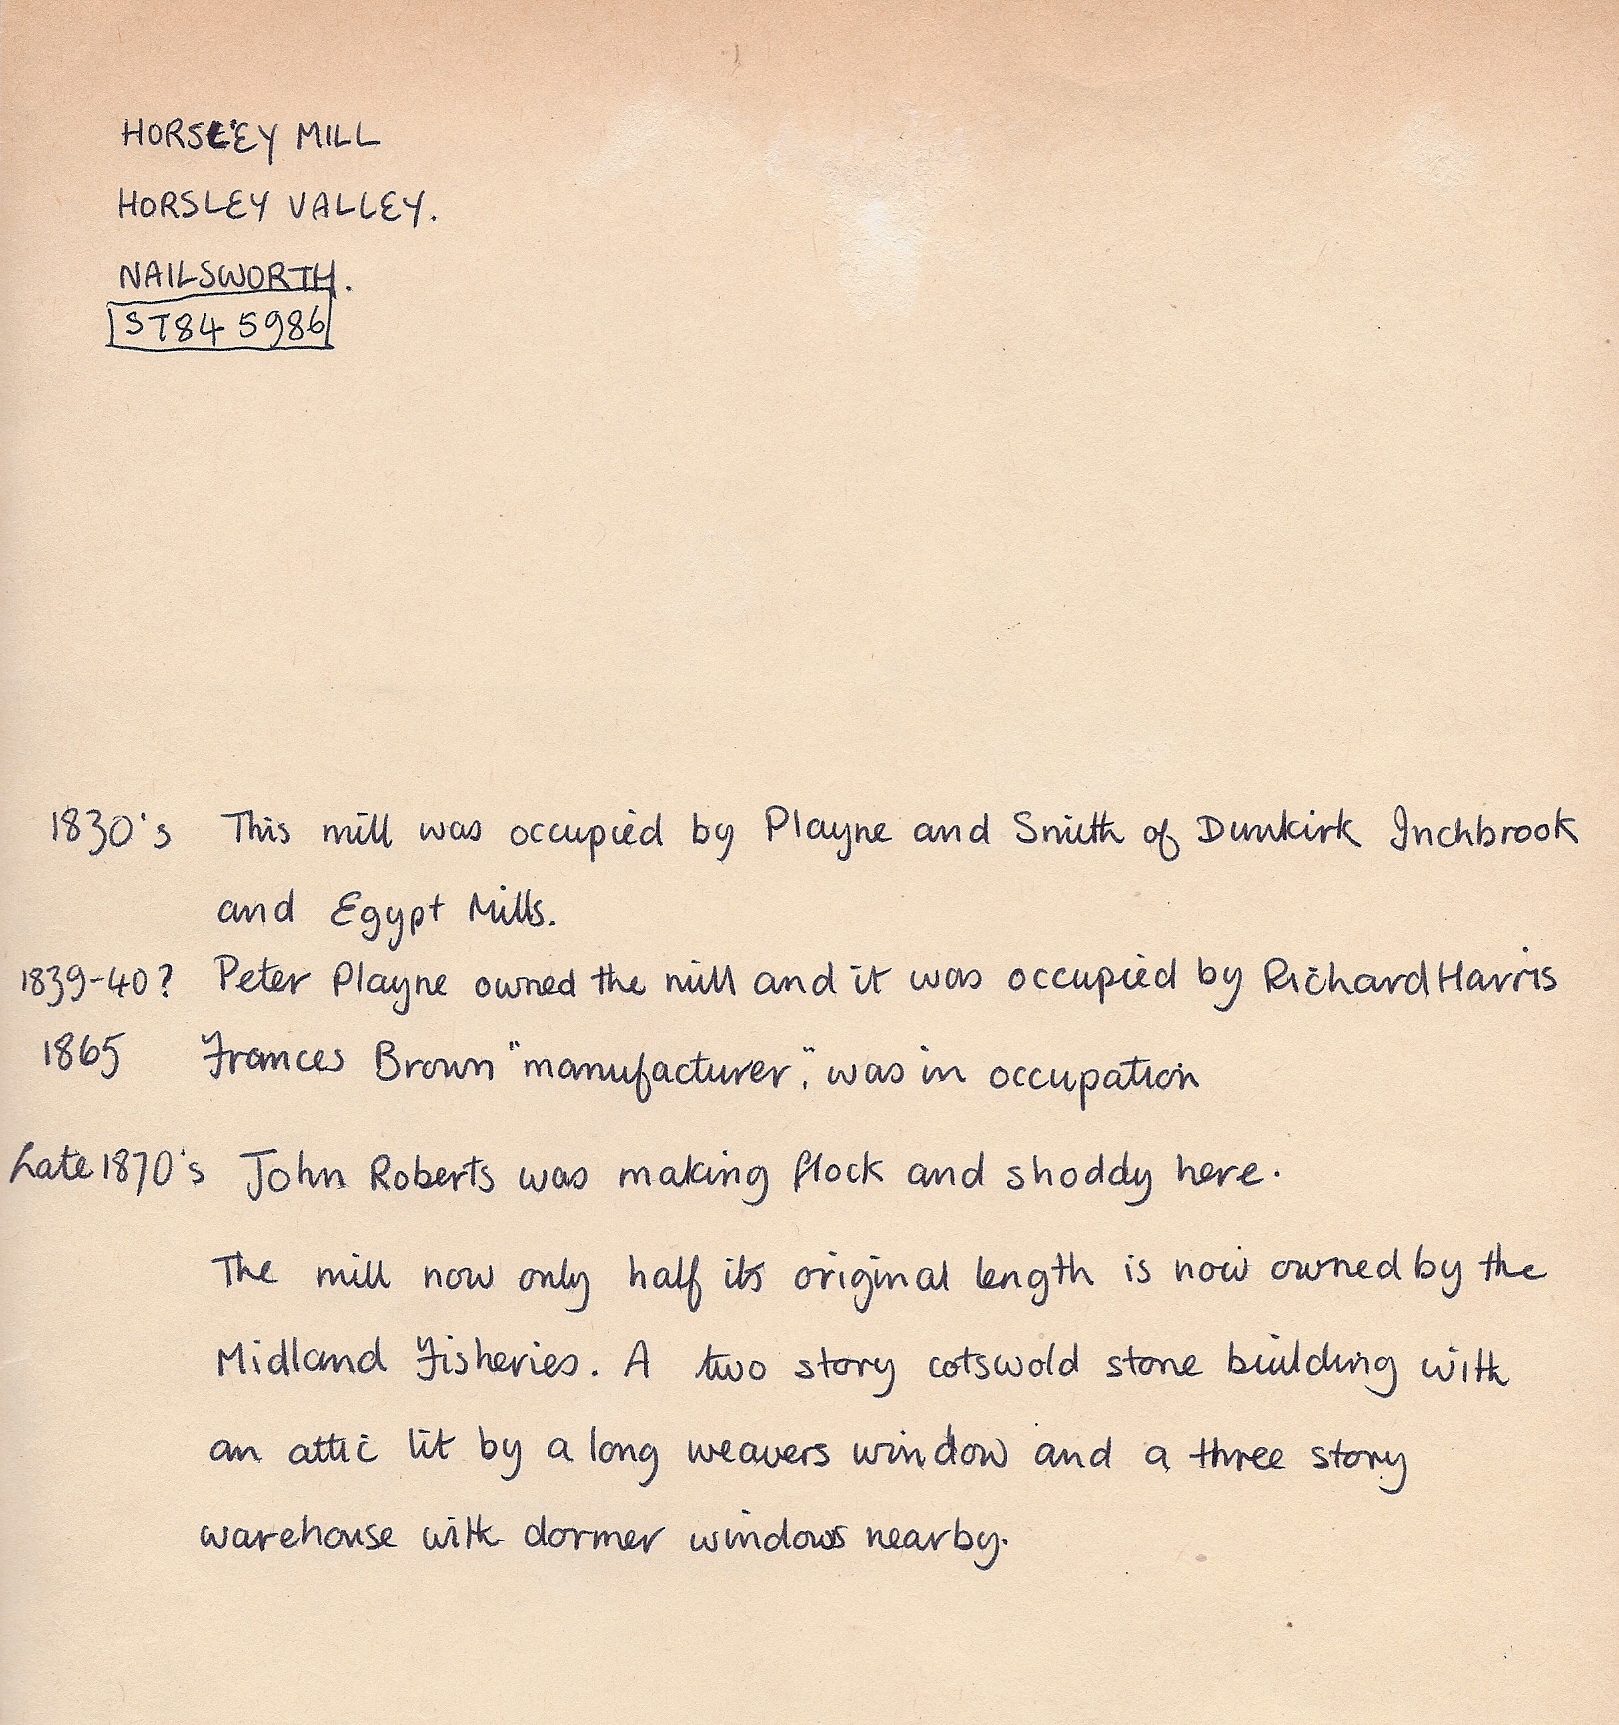 HORSLEY MILL
HORSLEY VALLEY.
NAILSWORTH.
ST84 5986
1830's This mill was occupied by Playne and Smith of Dunkirk Inchbrook
and Egypt Mills.
1839-40? Peter Playne owned the mill and it was occupied by Richard Harris
1865 Frances Brown "manufacturer", was in occupation
Late 1870's John Roberts was making flock and shoddy here.
The mill now only half its original length is now owned by the
Midland Fisheries. A two story cotswold stone building with
an attic lit by a long weavers window and a three story
warehouse with dormer windows nearby.